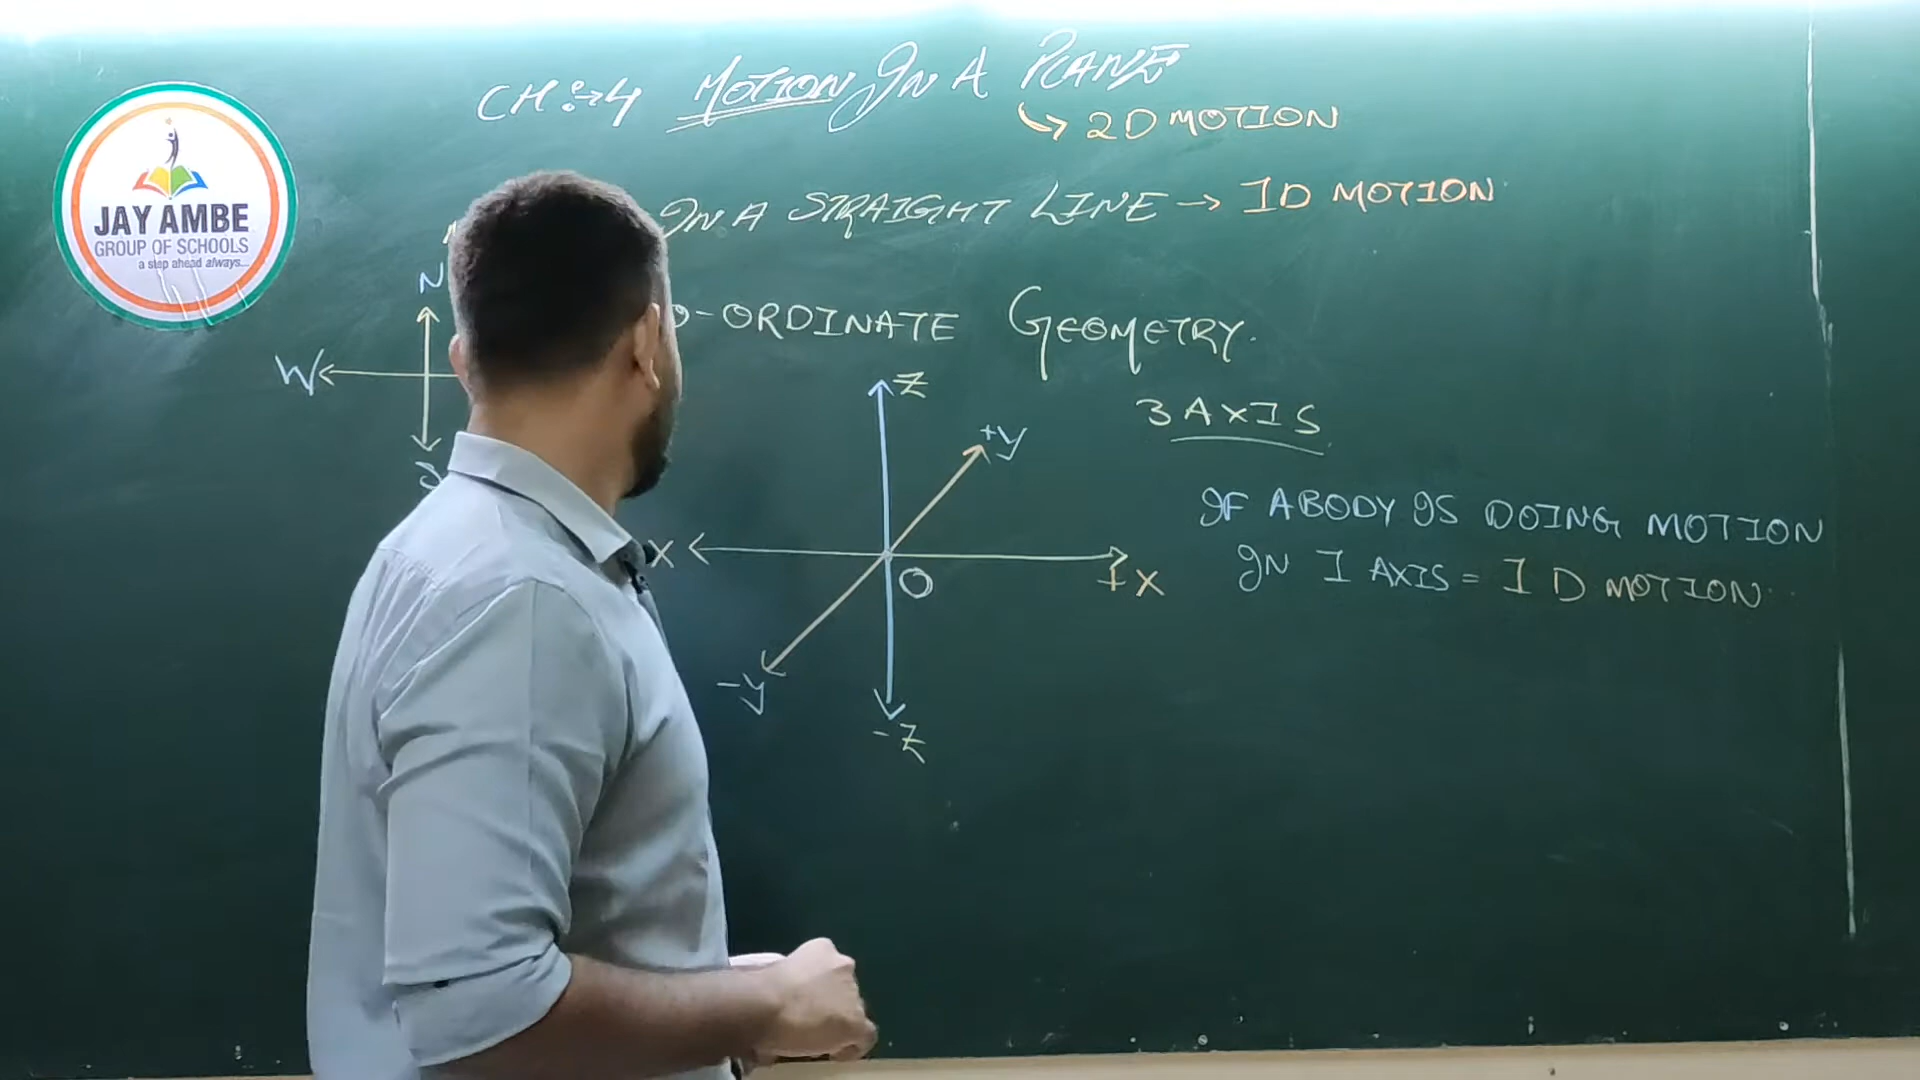 CH:→4 MOTION IN A PLANE
↳ 2D MOTION
JAY AMBE
GROUP OF SCHOOLS
a step ahead always...
IN A STRAIGHT LINE → 1D MOTION
N
W
O-ORDINATE GEOMETRY.
Z
3 AXIS
+y
IF A BODY IS DOING MOTION
X
O
+X
IN 1 AXIS = 1 D MOTION
-y
-Z